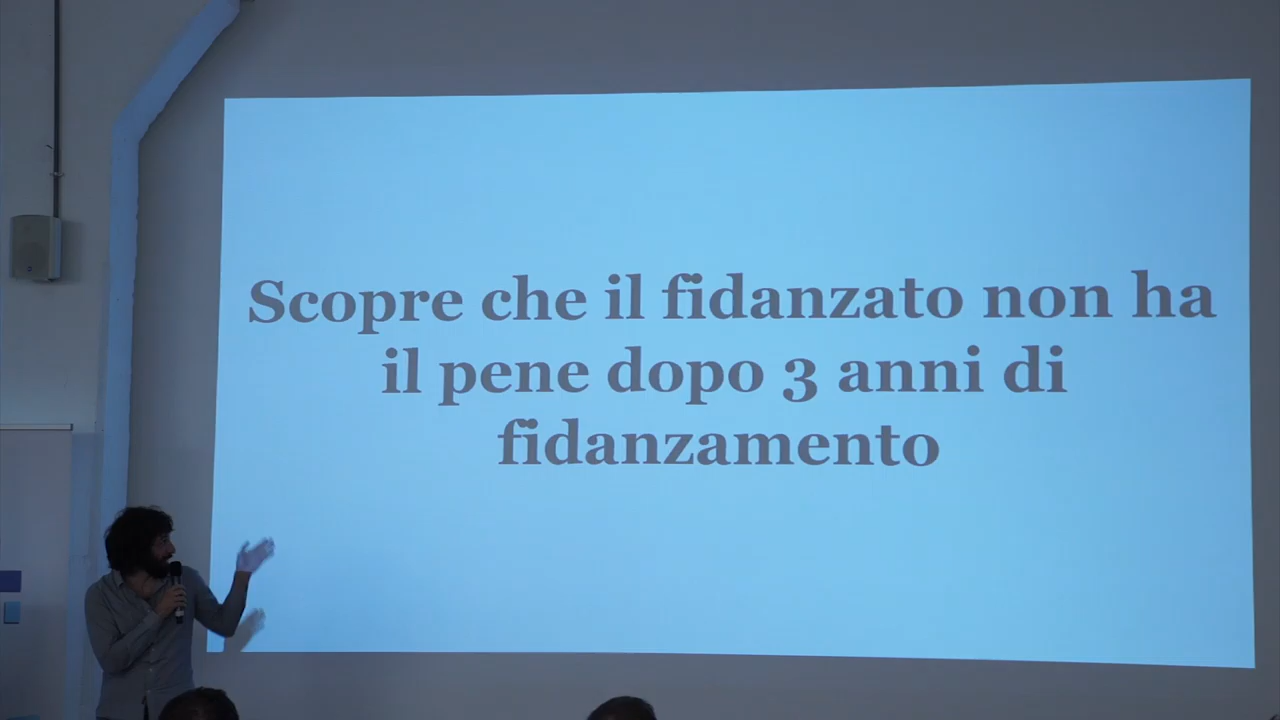 Scopre che il fidanzato non ha
il pene dopo 3 anni di
fidanzamento